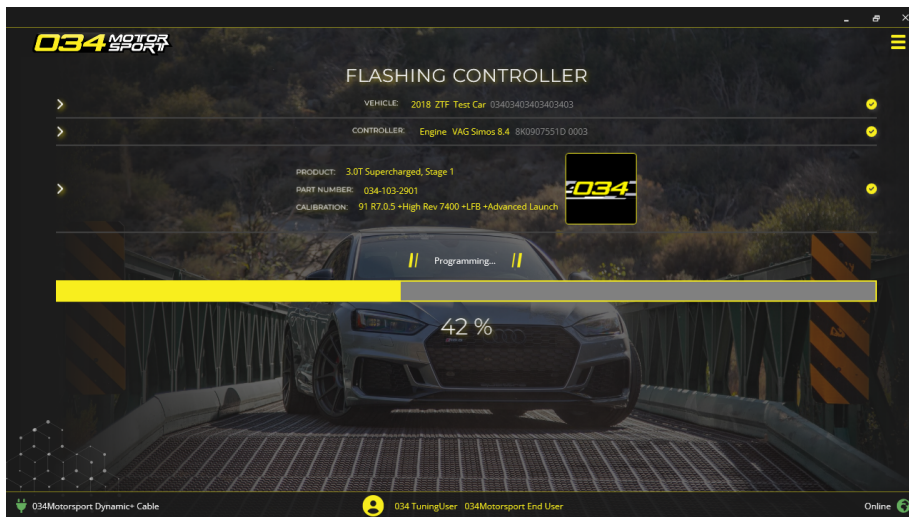 034 MOTOR SPORT
FLASHING CONTROLLER
VEHICLE: 2018 ZTF Test Car 03403403403403403
CONTROLLER: Engine VAG Simos 8.4 8K0907551D 0003
PRODUCT: 3.0T Supercharged, Stage 1
PART NUMBER: 034-103-2901
CALIBRATION: 91 R7.0.5 +High Rev 7400 +LFB +Advanced Launch
034
Programming...
42 %
034Motorsport Dynamic+ Cable
034 TuningUser 034Motorsport End User
Online